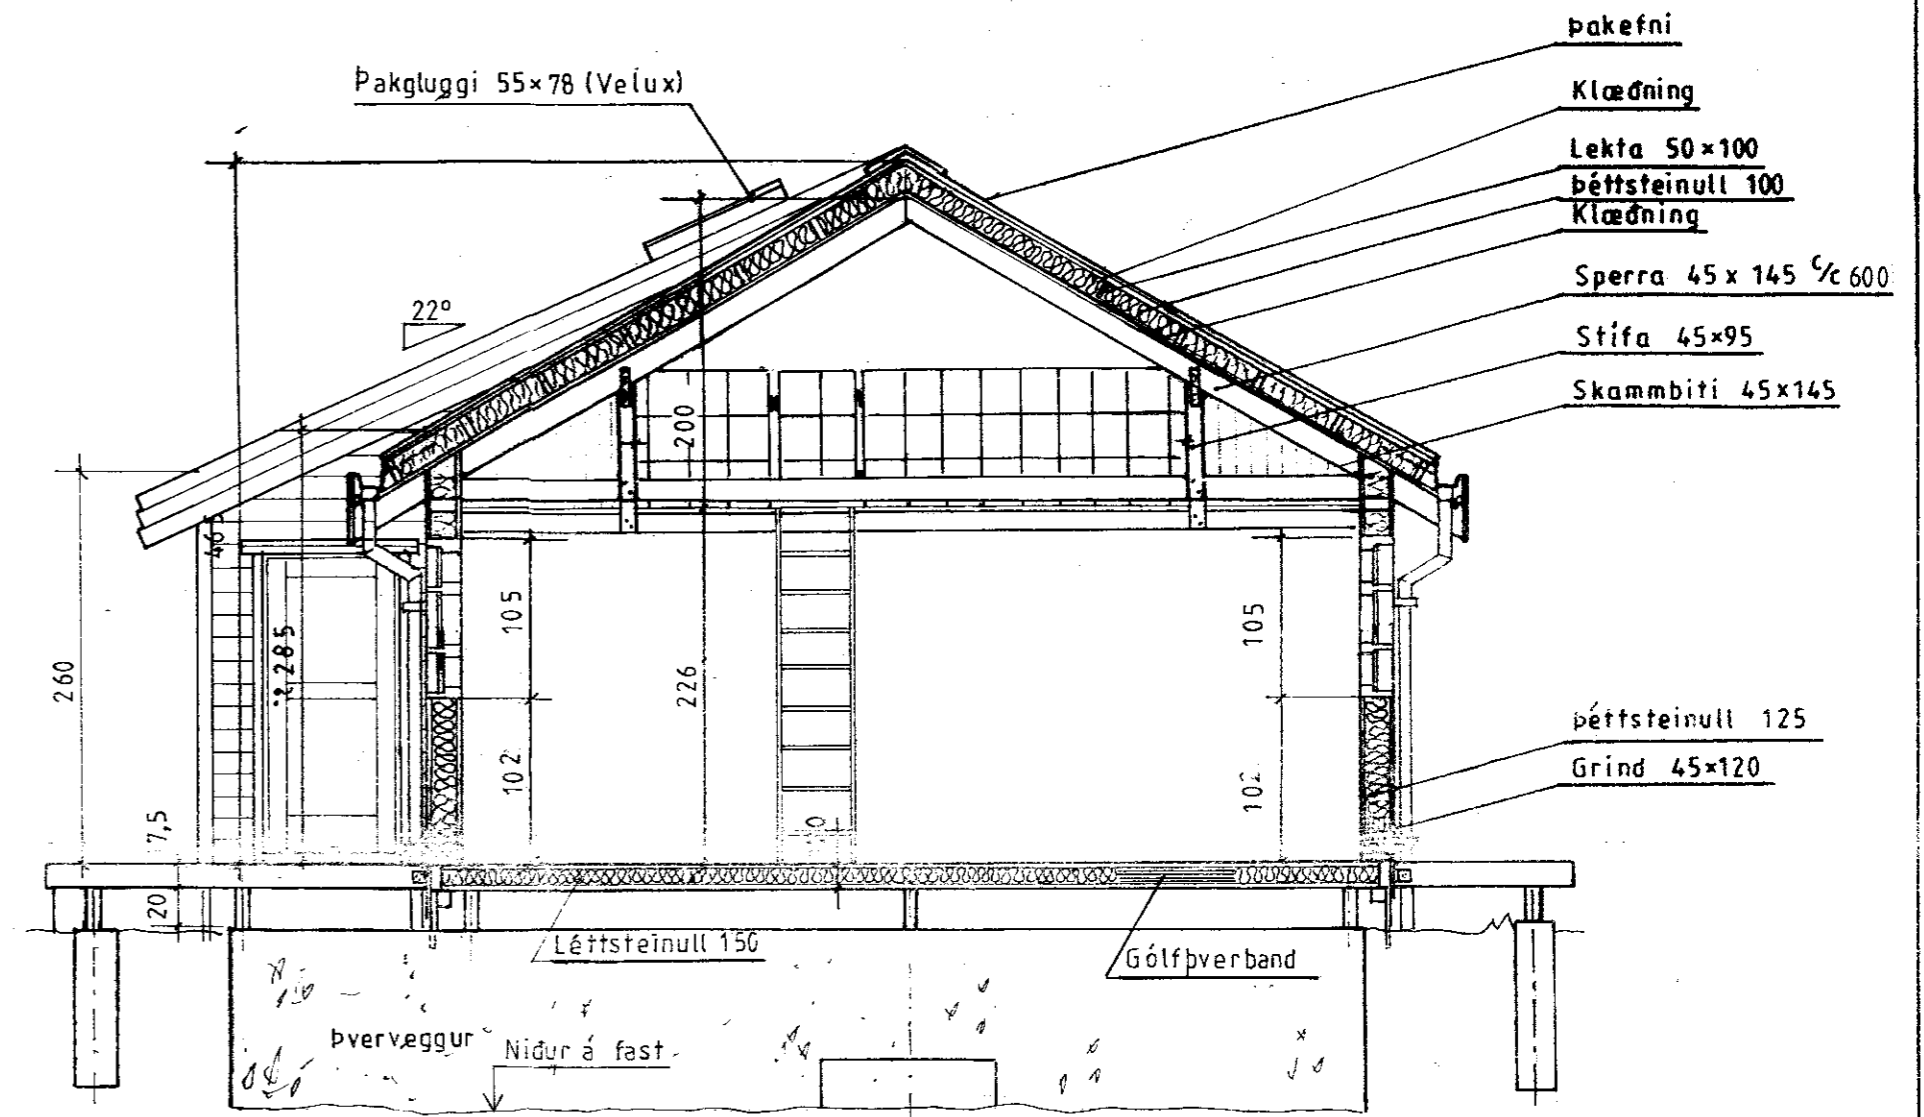 þakefni
Þakgluggi 55×78 (Velux)
Klæðning
Lekta 50×100
þéttsteinull 100
Klæðning
22°
Sperra 45 x 145 c/c 600
Stífa 45×95
Skammbiti 45×145
200
465
105
105
285
260
226
þéttsteinull 125
Grind 45×120
102
102
7,5
20
Léttsteinull 150
Gólfþverband
Þverveggur
Niður á fast